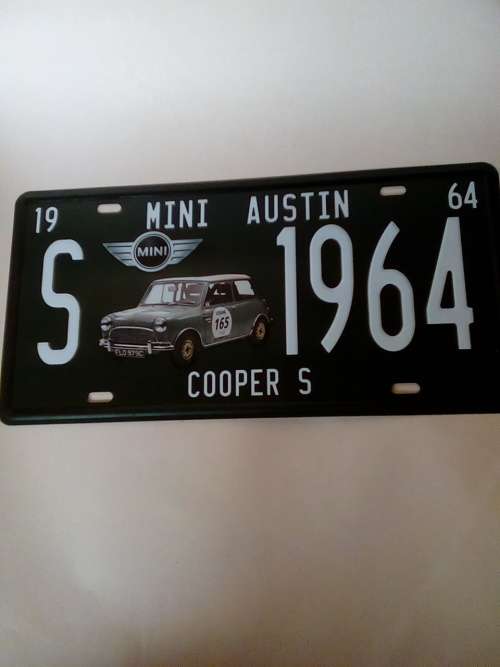 19 MINI AUSTIN 64
MINI
S 1964
165
COOPER S